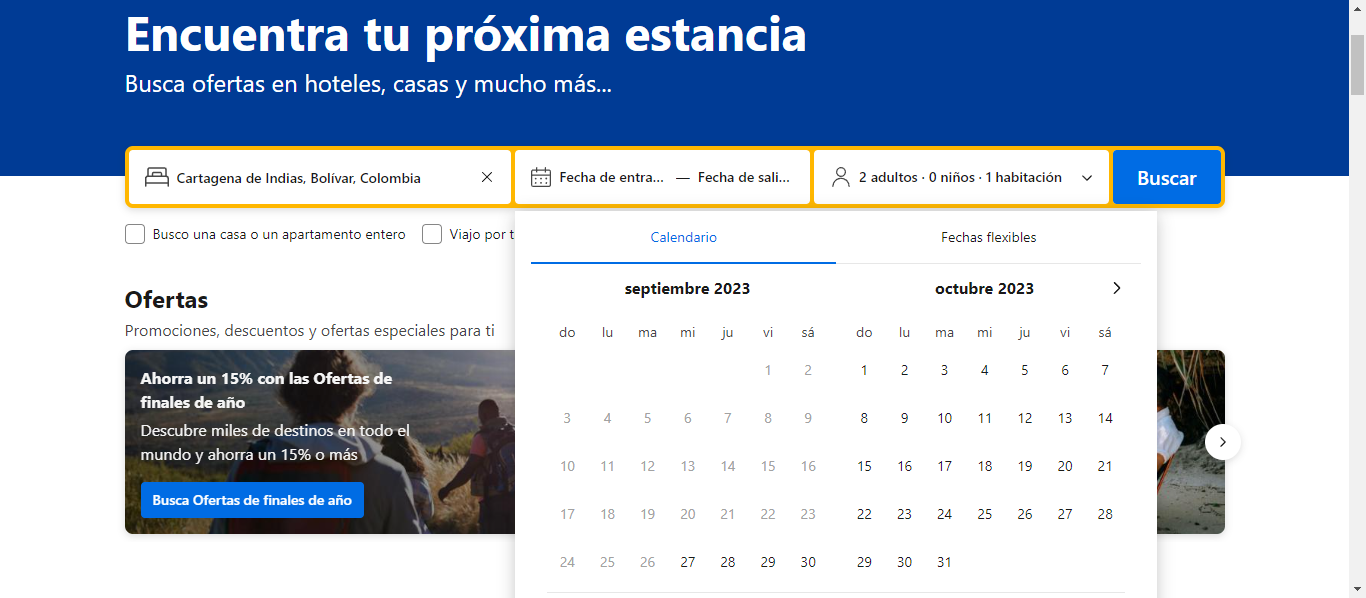 Encuentra tu próxima estancia
Busca ofertas en hoteles, casas y mucho más...
Cartagena de Indias, Bolívar, Colombia
Fecha de entra... — Fecha de sali...
2 adultos · 0 niños · 1 habitación
Buscar
Busco una casa o un apartamento entero
Viajo por t
Calendario
Fechas flexibles
septiembre 2023
do lu ma mi ju vi sá
1 2
3 4 5 6 7 8 9
10 11 12 13 14 15 16
17 18 19 20 21 22 23
24 25 26 27 28 29 30
octubre 2023
do lu ma mi ju vi sá
1 2 3 4 5 6 7
8 9 10 11 12 13 14
15 16 17 18 19 20 21
22 23 24 25 26 27 28
29 30 31
Ofertas
Promociones, descuentos y ofertas especiales para ti
Ahorra un 15% con las Ofertas de
finales de año
Descubre miles de destinos en todo el
mundo y ahorra un 15% o más
Busca Ofertas de finales de año